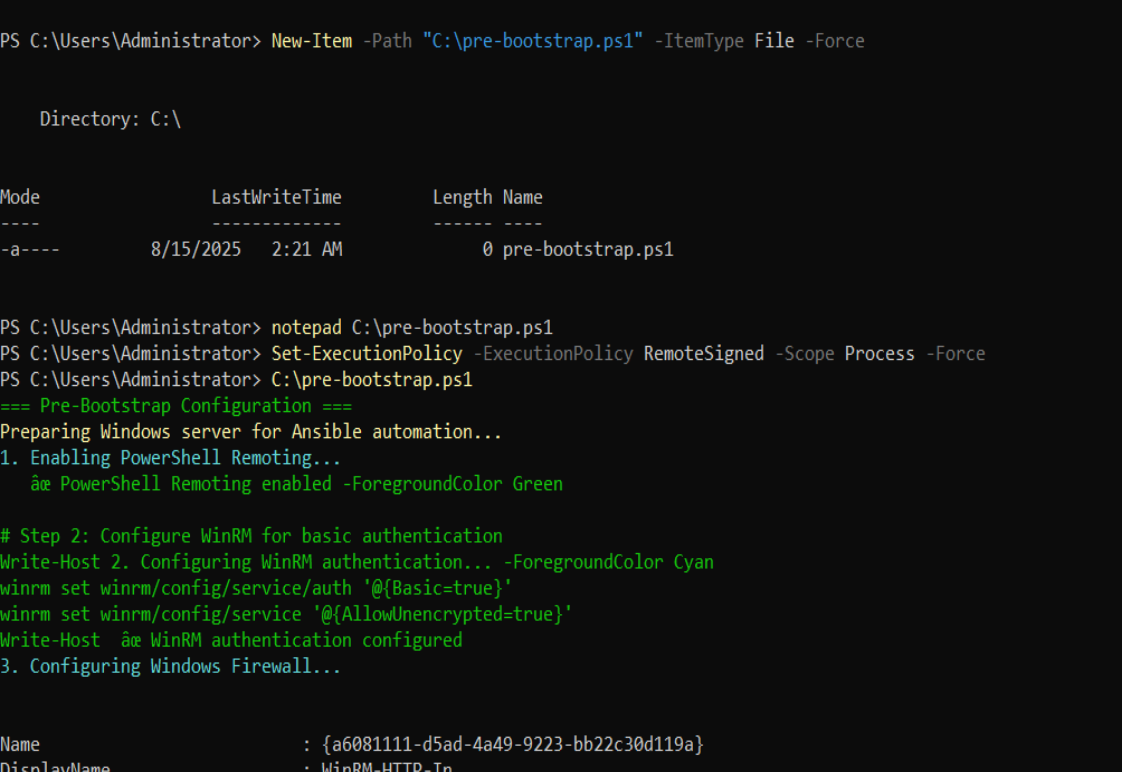 PS C:\Users\Administrator> New-Item -Path "C:\pre-bootstrap.ps1" -ItemType File -Force
Directory: C:\
Mode LastWriteTime Length Name
---- ------------- ------ ----
-a---- 8/15/2025 2:21 AM 0 pre-bootstrap.ps1
PS C:\Users\Administrator> notepad C:\pre-bootstrap.ps1
PS C:\Users\Administrator> Set-ExecutionPolicy -ExecutionPolicy RemoteSigned -Scope Process -Force
PS C:\Users\Administrator> C:\pre-bootstrap.ps1
=== Pre-Bootstrap Configuration ===
Preparing Windows server for Ansible automation...
1. Enabling PowerShell Remoting...
âœ PowerShell Remoting enabled -ForegroundColor Green
# Step 2: Configure WinRM for basic authentication
Write-Host 2. Configuring WinRM authentication... -ForegroundColor Cyan
winrm set winrm/config/service/auth '@{Basic=true}'
winrm set winrm/config/service '@{AllowUnencrypted=true}'
Write-Host âœ WinRM authentication configured
3. Configuring Windows Firewall...
Name : {a6081111-d5ad-4a49-9223-bb22c30d119a}
DisplayName : WinRM-HTTP-In